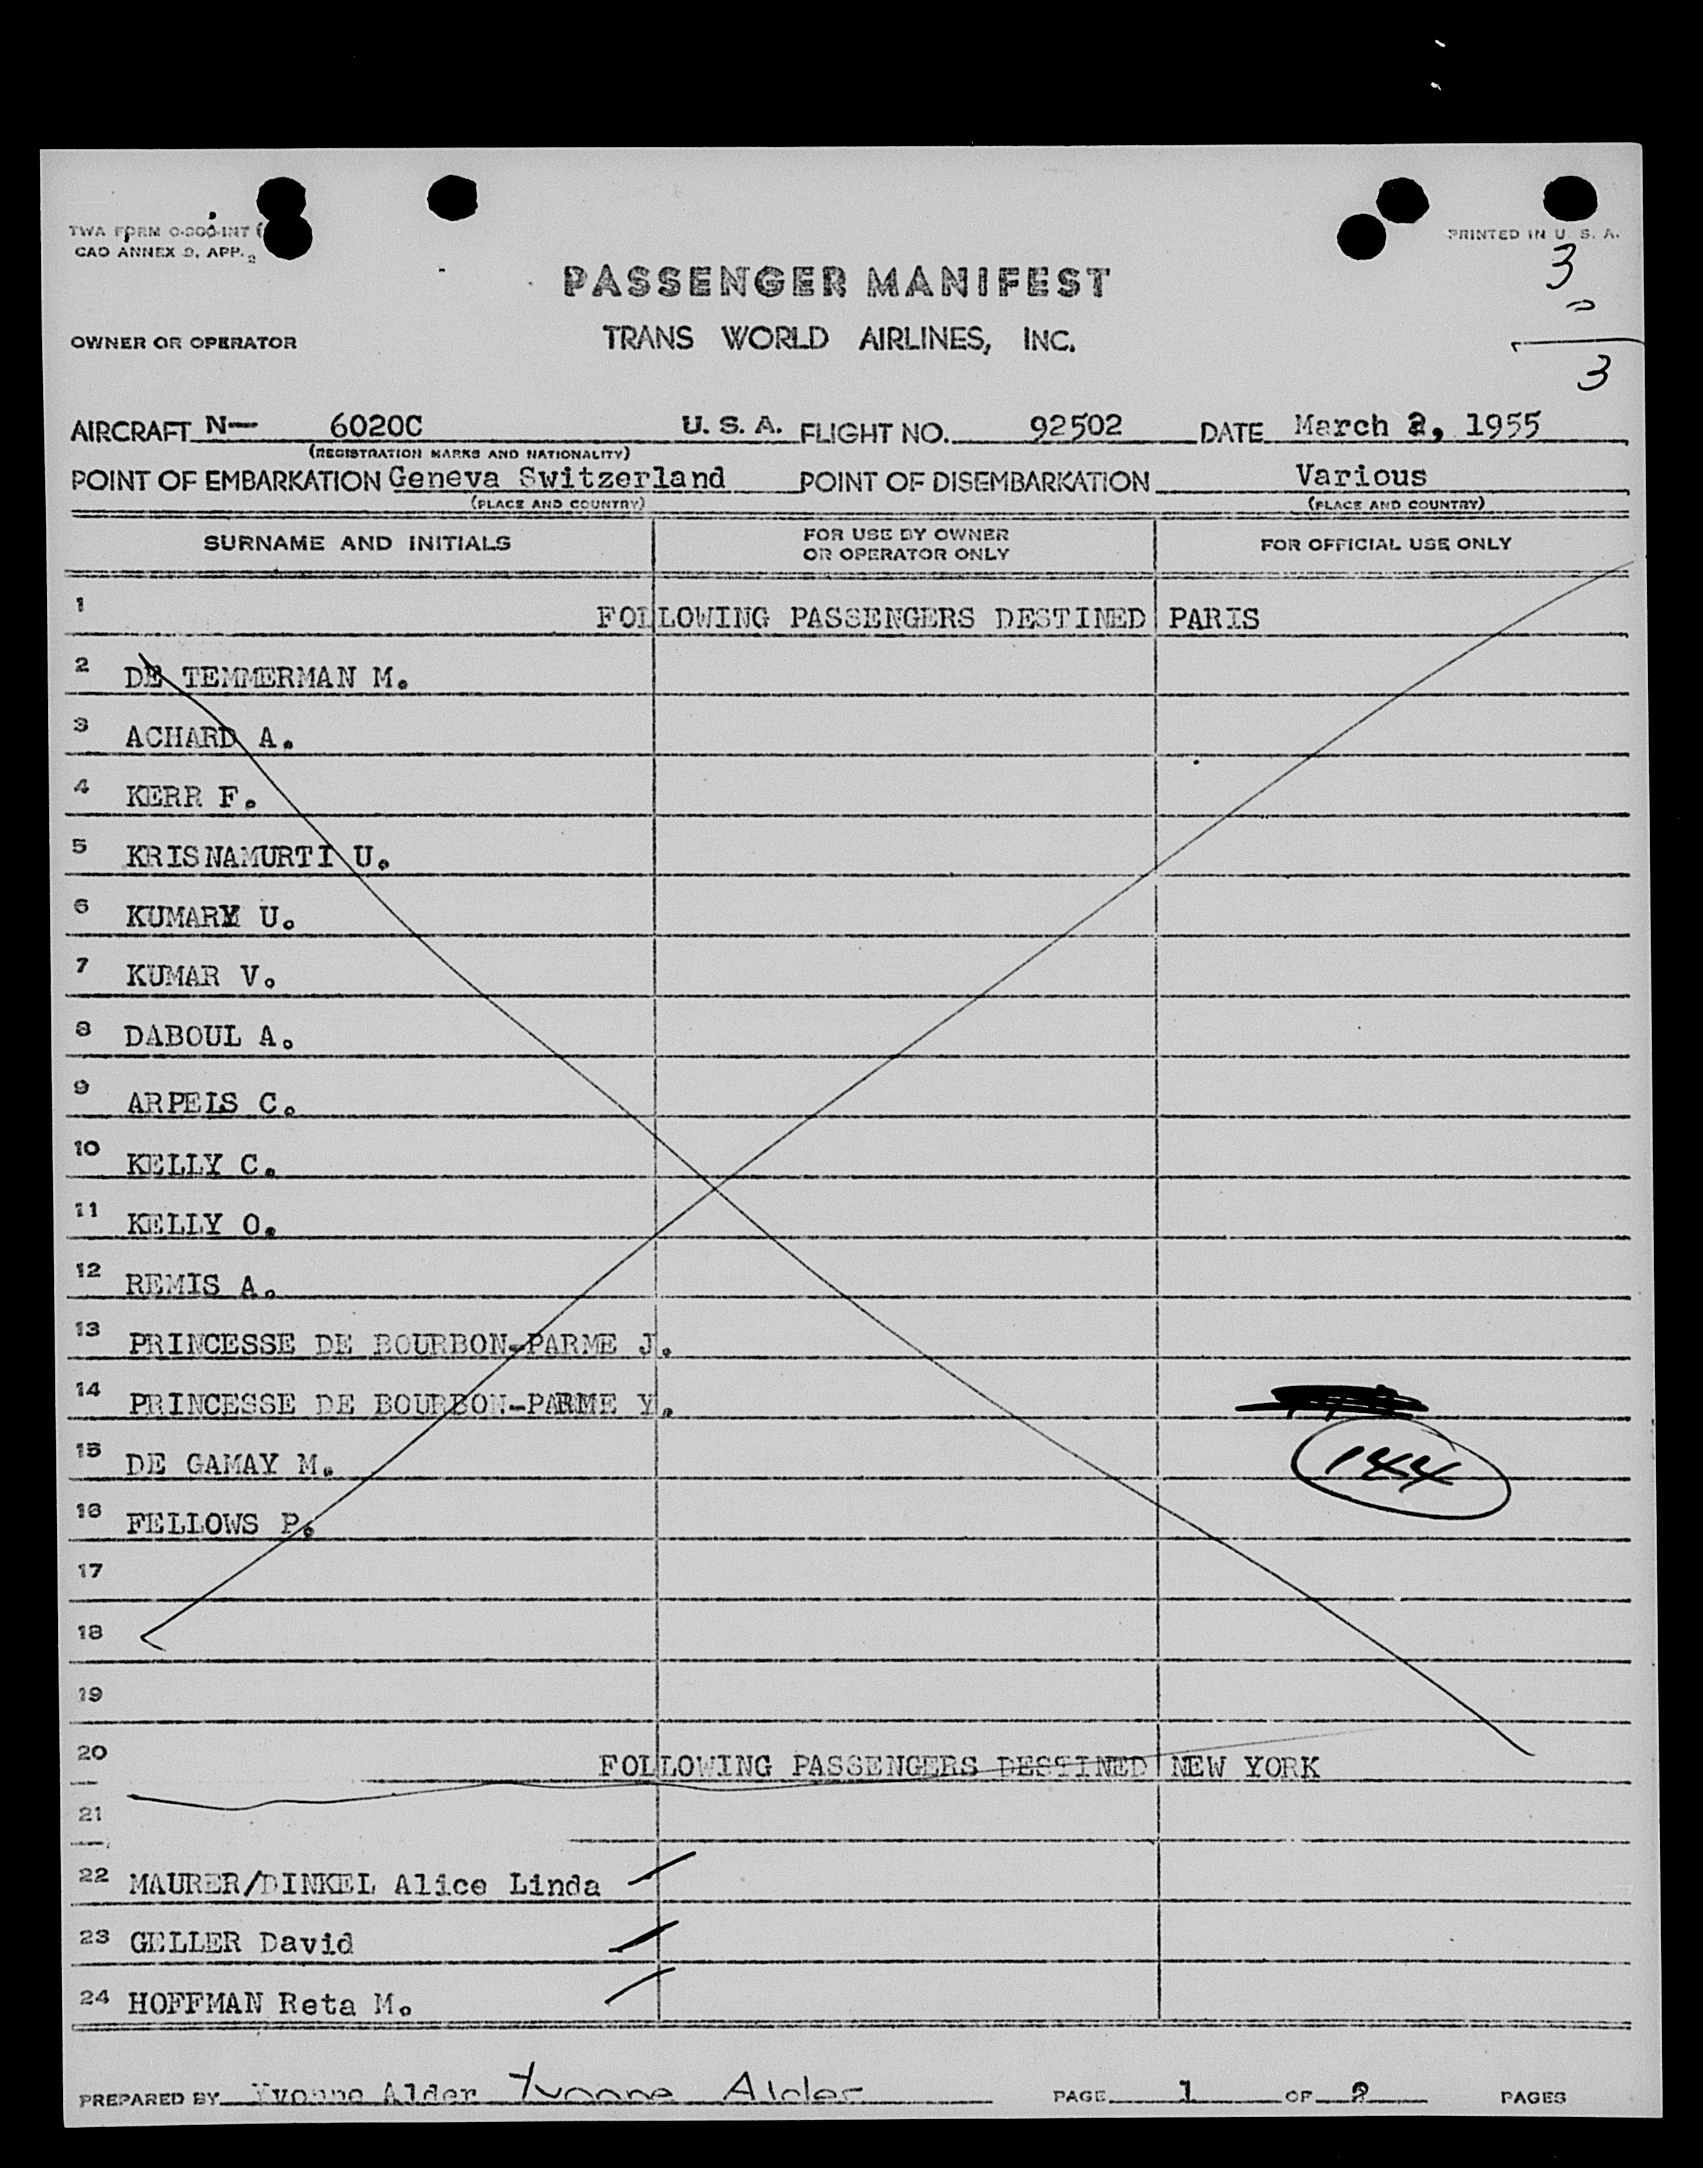 TWA FORM O-300-INT (
CAO ANNEX 9, APP. 2
PRINTED IN U. S. A.
3
0
3
PASSENGER MANIFEST
OWNER OR OPERATOR
TRANS WORLD AIRLINES, INC.
AIRCRAFT N— 6020C U. S. A. FLIGHT NO. 92502 DATE March 2, 1955
(REGISTRATION MARKS AND NATIONALITY)
POINT OF EMBARKATION Geneva Switzerland POINT OF DISEMBARKATION Various
(PLACE AND COUNTRY) (PLACE AND COUNTRY)
SURNAME AND INITIALS
FOR USE BY OWNER
OR OPERATOR ONLY
FOR OFFICIAL USE ONLY
1 FOLLOWING PASSENGERS DESTINED PARIS
2 DE TEMMERMAN M.
3 ACHARD A.
4 KERR F.
5 KRISNAMURTI U.
6 KUMARY U.
7 KUMAR V.
8 DABOUL A.
9 ARPELS C.
10 KELLY C.
11 KELLY O.
12 REMIS A.
13 PRINCESSE DE BOURBON-PARME J.
14 PRINCESSE DE BOURBON-PARME Y.
15 DE GAMAY M.
144
16 FELLOWS P.
17
18
19
20 FOLLOWING PASSENGERS DESTINED NEW YORK
21
22 MAURER/DINKEL Alice Linda
23 GELLER David
24 HOFFMAN Reta M.
PREPARED BY Yvonne Alder Yvonne Alder PAGE 1 OF 2 PAGES